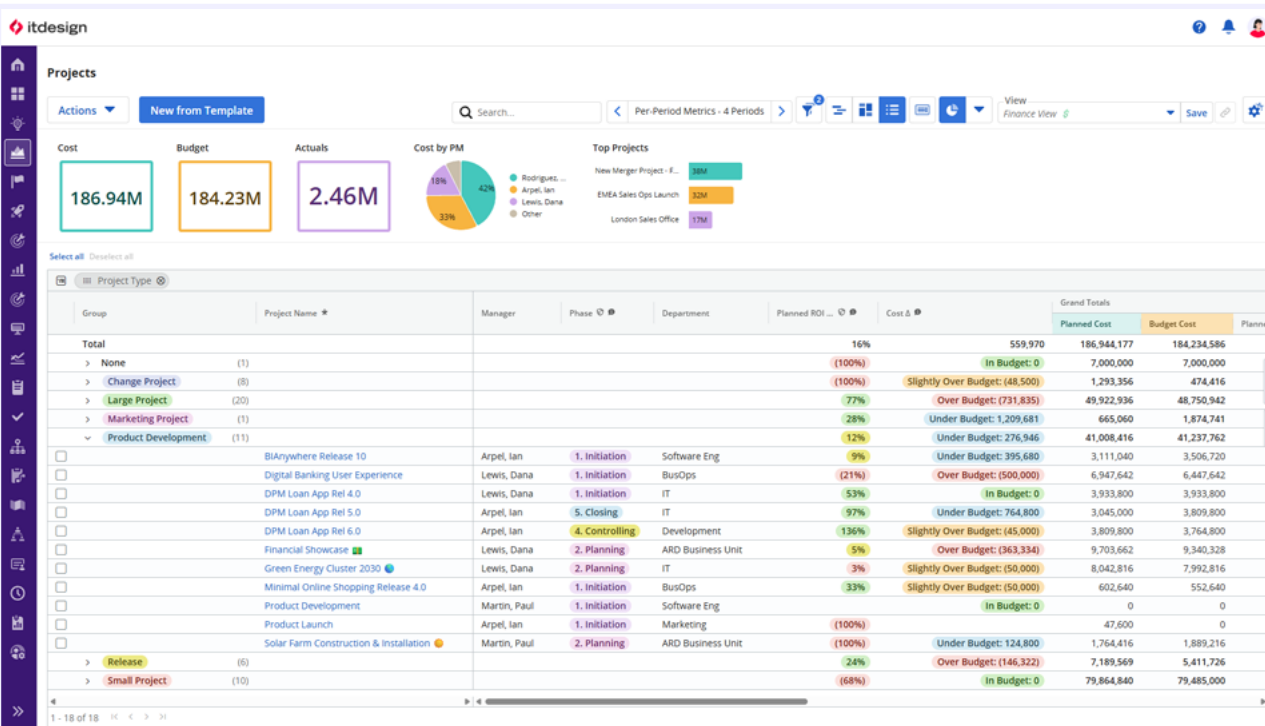 itdesign
Projects
Actions New from Template Search... Per-Period Metrics - 4 Periods 2 View Finance View Save
Cost Budget Actuals Cost by PM Top Projects
186.94M 184.23M 2.46M
18% 42% 33%
Rodriguez, ...
Arpel, Ian
Lewis, Dana
Other
New Merger Project - F... 38M
EMEA Sales Ops Launch 32M
London Sales Office 17M
Select all Deselect all
Project Type
Grand Totals
Group Project Name Manager Phase Department Planned ROI ... Cost Δ Planned Cost Budget Cost Planne
Total 16% 559,970 186,944,177 184,234,586
None (1) (100%) In Budget: 0 7,000,000 7,000,000
Change Project (8) (100%) Slightly Over Budget: (48,500) 1,293,356 474,416
Large Project (20) 77% Over Budget: (731,835) 49,922,936 48,750,942
Marketing Project (1) 28% Under Budget: 1,209,681 665,060 1,874,741
Product Development (11) 12% Under Budget: 276,946 41,008,416 41,237,762
BIAnywhere Release 10 Arpel, Ian 1. Initiation Software Eng 9% Under Budget: 395,680 3,111,040 3,506,720
Digital Banking User Experience Lewis, Dana 1. Initiation BusOps (21%) Over Budget: (500,000) 6,947,642 6,447,642
DPM Loan App Rel 4.0 Lewis, Dana 1. Initiation IT 53% In Budget: 0 3,933,800 3,933,800
DPM Loan App Rel 5.0 Arpel, Ian 5. Closing IT 97% Under Budget: 764,800 3,045,000 3,809,800
DPM Loan App Rel 6.0 Arpel, Ian 4. Controlling Development 136% Slightly Over Budget: (45,000) 3,809,800 3,764,800
Financial Showcase Lewis, Dana 2. Planning ARD Business Unit 5% Over Budget: (363,334) 9,703,662 9,340,328
Green Energy Cluster 2030 Lewis, Dana 2. Planning IT 3% Slightly Over Budget: (50,000) 8,042,816 7,992,816
Minimal Online Shopping Release 4.0 Arpel, Ian 1. Initiation BusOps 33% Slightly Over Budget: (50,000) 602,640 552,640
Product Development Martin, Paul 1. Initiation Software Eng In Budget: 0 0 0
Product Launch Arpel, Ian 1. Initiation Marketing (100%) 47,600 0
Solar Farm Construction & Installation Martin, Paul 2. Planning ARD Business Unit (100%) Under Budget: 124,800 1,764,416 1,889,216
Release (6) 24% Over Budget: (146,322) 7,189,569 5,411,726
Small Project (10) (68%) In Budget: 0 79,864,840 79,485,000
1 - 18 of 18